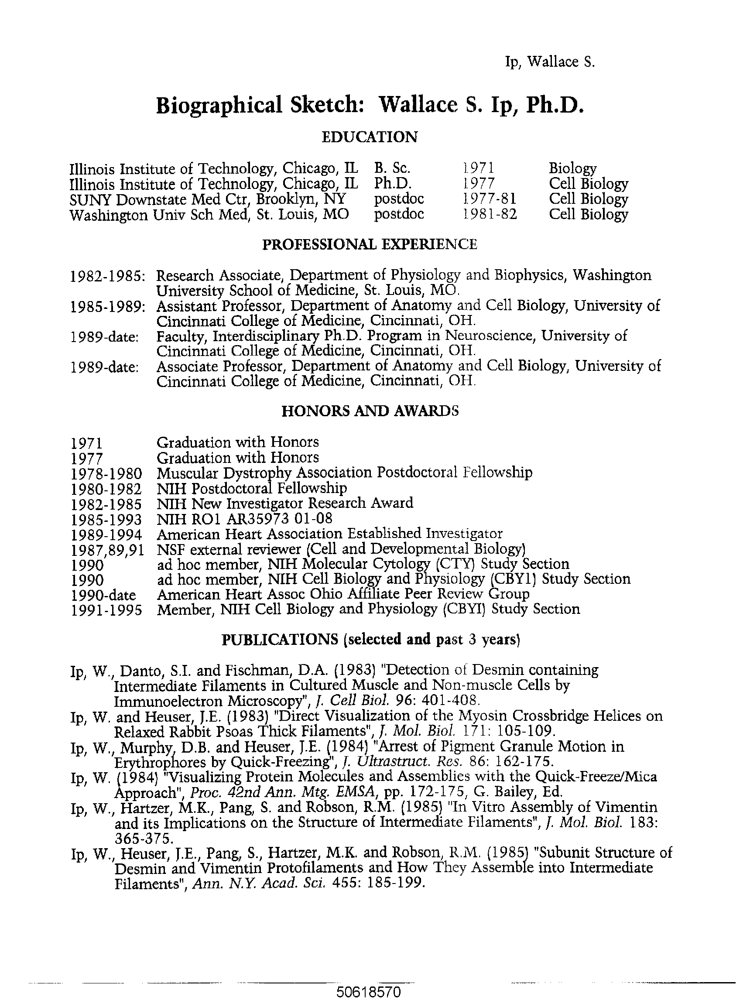 Ip, Wallace S.
Biographical Sketch: Wallace S. Ip, Ph.D.
EDUCATION
Illinois Institute of Technology, Chicago, IL B. Sc. 1971 Biology
Illinois Institute of Technology, Chicago, IL Ph.D. 1977 Cell Biology
SUNY Downstate Med Ctr, Brooklyn, NY postdoc 1977-81 Cell Biology
Washington Univ Sch Med, St. Louis, MO postdoc 1981-82 Cell Biology
PROFESSIONAL EXPERIENCE
1982-1985: Research Associate, Department of Physiology and Biophysics, Washington
University School of Medicine, St. Louis, MO.
1985-1989: Assistant Professor, Department of Anatomy and Cell Biology, University of
Cincinnati College of Medicine, Cincinnati, OH.
1989-date: Faculty, Interdisciplinary Ph.D. Program in Neuroscience, University of
Cincinnati College of Medicine, Cincinnati, OH.
1989-date: Associate Professor, Department of Anatomy and Cell Biology, University of
Cincinnati College of Medicine, Cincinnati, OH.
HONORS AND AWARDS
1971 Graduation with Honors
1977 Graduation with Honors
1978-1980 Muscular Dystrophy Association Postdoctoral Fellowship
1980-1982 NIH Postdoctoral Fellowship
1982-1985 NIH New Investigator Research Award
1985-1993 NIH RO1 AR35973 01-08
1989-1994 American Heart Association Established Investigator
1987,89,91 NSF external reviewer (Cell and Developmental Biology)
1990 ad hoc member, NIH Molecular Cytology (CTY) Study Section
1990 ad hoc member, NIH Cell Biology and Physiology (CBY1) Study Section
1990-date American Heart Assoc Ohio Affiliate Peer Review Group
1991-1995 Member, NIH Cell Biology and Physiology (CBYI) Study Section
PUBLICATIONS (selected and past 3 years)
Ip, W., Danto, S.I. and Fischman, D.A. (1983) "Detection of Desmin containing
Intermediate Filaments in Cultured Muscle and Non-muscle Cells by
Immunoelectron Microscopy", J. Cell Biol. 96: 401-408.
Ip, W. and Heuser, J.E. (1983) "Direct Visualization of the Myosin Crossbridge Helices on
Relaxed Rabbit Psoas Thick Filaments", J. Mol. Biol. 171: 105-109.
Ip, W., Murphy, D.B. and Heuser, J.E. (1984) "Arrest of Pigment Granule Motion in
Erythrophores by Quick-Freezing", J. Ultrastruct. Res. 86: 162-175.
Ip, W. (1984) "Visualizing Protein Molecules and Assemblies with the Quick-Freeze/Mica
Approach", Proc. 42nd Ann. Mtg. EMSA, pp. 172-175, G. Bailey, Ed.
Ip, W., Hartzer, M.K., Pang, S. and Robson, R.M. (1985) "In Vitro Assembly of Vimentin
and its Implications on the Structure of Intermediate Filaments", J. Mol. Biol. 183:
365-375.
Ip, W., Heuser, J.E., Pang, S., Hartzer, M.K. and Robson, R.M. (1985) "Subunit Structure of
Desmin and Vimentin Protofilaments and How They Assemble into Intermediate
Filaments", Ann. N.Y. Acad. Sci. 455: 185-199.
50618570